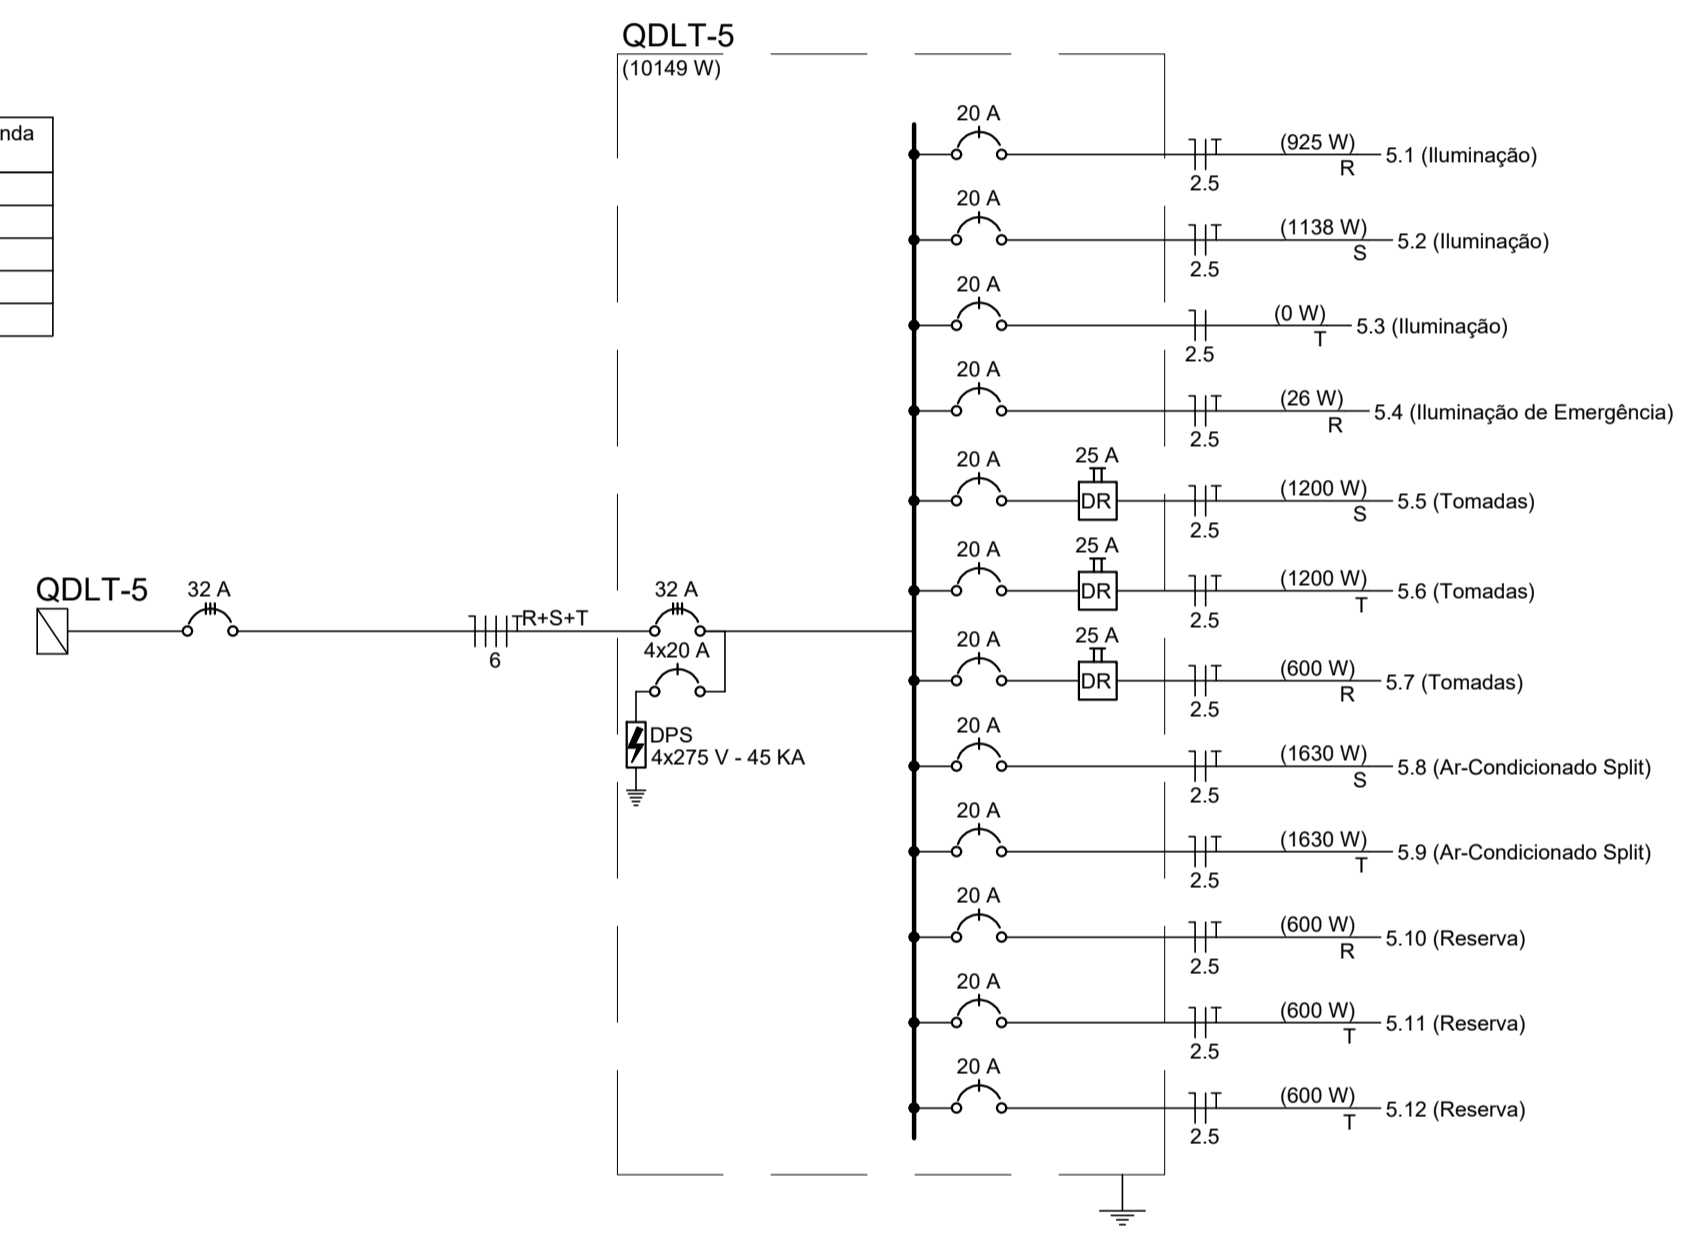 QDLT-5
(10149 W)
nda
20 A
(925 W)
5.1 (Iluminação)
R
2.5
20 A
(1138 W)
5.2 (Iluminação)
S
2.5
20 A
(0 W)
5.3 (Iluminação)
T
2.5
20 A
(26 W)
5.4 (Iluminação de Emergência)
R
2.5
20 A
25 A
DR
(1200 W)
5.5 (Tomadas)
S
2.5
20 A
25 A
DR
(1200 W)
5.6 (Tomadas)
T
2.5
QDLT-5
32 A
R+S+T
6
32 A
4x20 A
DPS
4x275 V - 45 KA
20 A
25 A
DR
(600 W)
5.7 (Tomadas)
R
2.5
20 A
(1630 W)
5.8 (Ar-Condicionado Split)
S
2.5
20 A
(1630 W)
5.9 (Ar-Condicionado Split)
T
2.5
20 A
(600 W)
5.10 (Reserva)
R
2.5
20 A
(600 W)
5.11 (Reserva)
T
2.5
20 A
(600 W)
5.12 (Reserva)
T
2.5